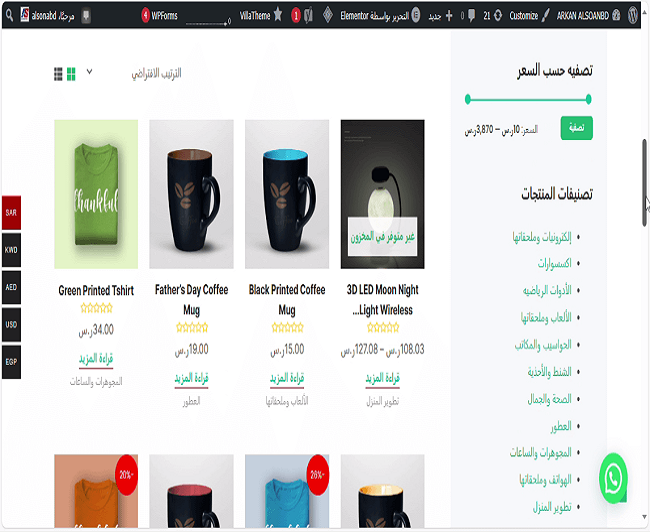 ARKAN ALSOANBD
Customize
21
0
جديد
التحرير بواسطة Elementor
1
VillaTheme
WPForms 4
مرحبًا، alsonabd
تصفيه حسب السعر
السعر: 10ر.س — 3,870ر.س
تصفية
تصنيفات المنتجات
إلكترونيات وملحقاتها
اكسسوارات
الأدوات الرياضيه
الألعاب وملحقاتها
الحواسيب والمكاتب
الشنط والأحذية
الصحة والجمال
العطور
المجوهرات والساعات
الهواتف وملحقاتها
تطوير المنزل
الترتيب الافتراضي
غير متوفر في المخزون
3D LED Moon Night
Light Wireless...
108.03ر.س – 127.08ر.س
قراءة المزيد
تطوير المنزل
Black Printed Coffee
Mug
15.00ر.س
قراءة المزيد
الألعاب وملحقاتها
Father's Day Coffee
Mug
19.00ر.س
قراءة المزيد
العطور
thankful
Green Printed Tshirt
34.00ر.س
قراءة المزيد
المجوهرات والساعات
-26%
-20%
SAR
KWD
AED
USD
EGP